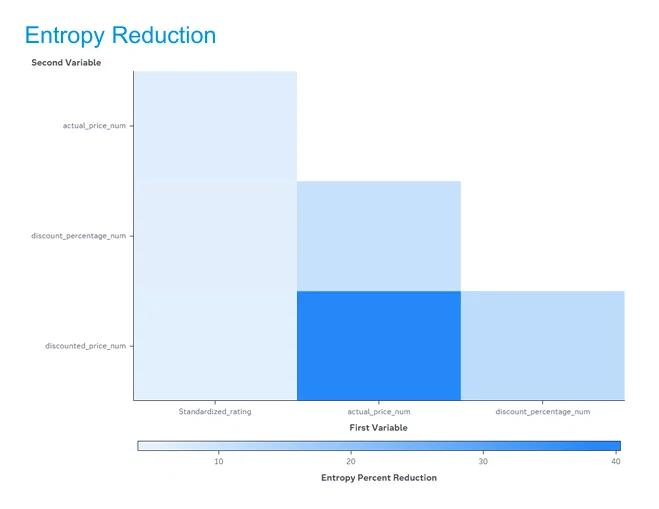 Entropy Reduction
Second Variable
actual_price_num
discount_percentage_num
discounted_price_num
Standardized_rating actual_price_num discount_percentage_num
First Variable
10 20 30 40
Entropy Percent Reduction